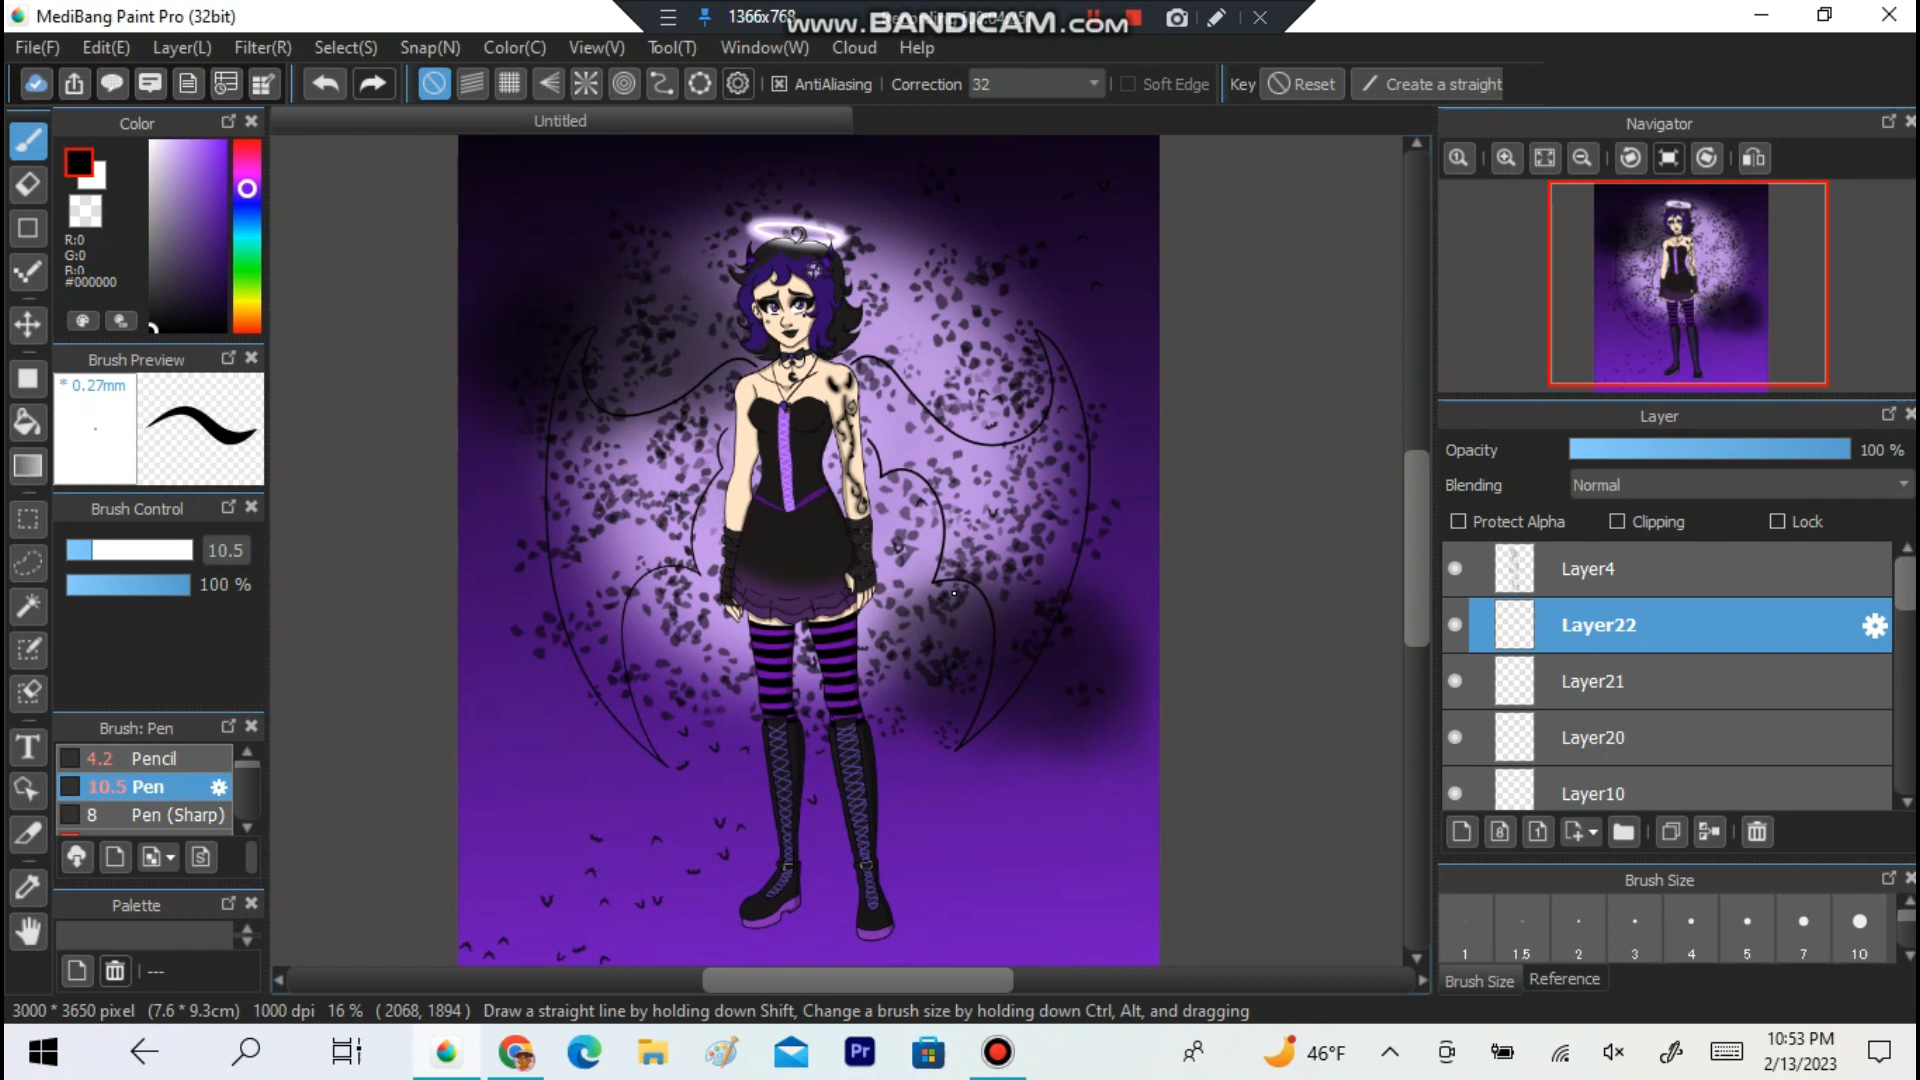 MediBang Paint Pro (32bit)
1366x768
www.BANDICAM.com
File(F) Edit(E) Layer(L) Filter(R) Select(S) Snap(N) Color(C) View(V) Tool(T) Window(W) Cloud Help
AntiAliasing Correction 32 Soft Edge Key Reset Create a straight
Color
Untitled
Navigator
R:0
G:0
B:0
#000000
Brush Preview
* 0.27mm
Layer
Opacity 100 %
Blending Normal
Brush Control
Protect Alpha Clipping Lock
10.5
Layer4
100 %
Layer22
Layer21
Brush: Pen
Layer20
4.2 Pencil
10.5 Pen
Layer10
8 Pen (Sharp)
Brush Size
Palette
1 1.5 2 3 4 5 7 10
---
Brush Size Reference
3000 * 3650 pixel (7.6 * 9.3cm) 1000 dpi 16 % ( 2068, 1894 ) Draw a straight line by holding down Shift, Change a brush size by holding down Ctrl, Alt, and dragging
Pr
46°F
10:53 PM
2/13/2023